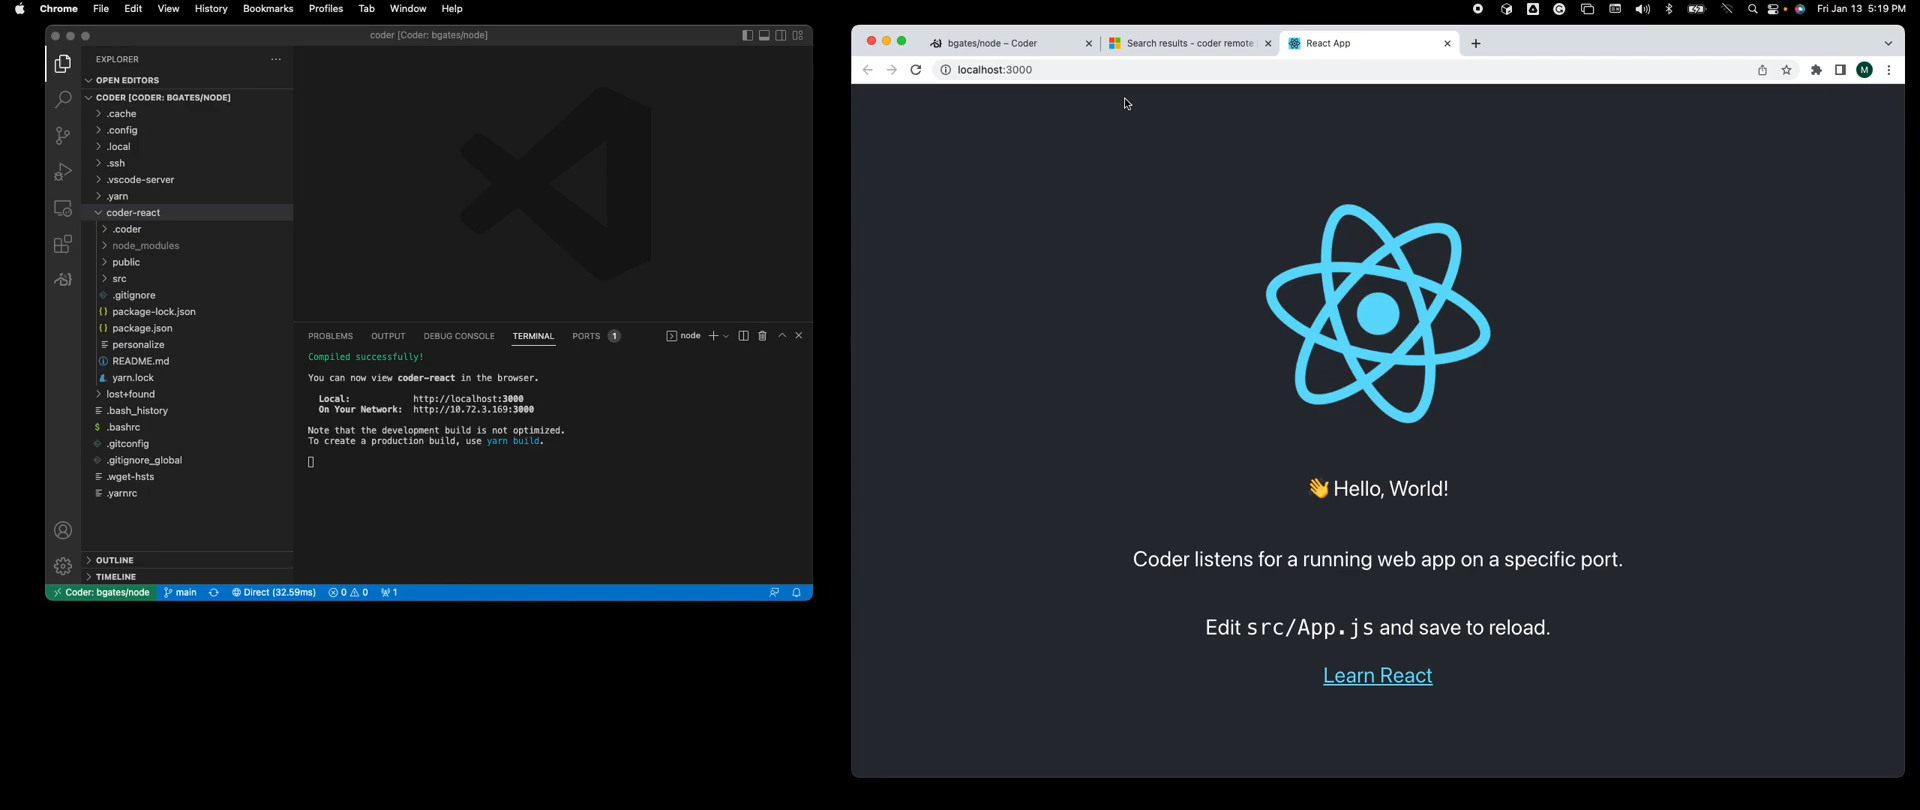 Chrome File Edit View History Bookmarks Profiles Tab Window Help
Fri Jan 13 5:19 PM
coder [Coder: bgates/node]
EXPLORER
OPEN EDITORS
CODER [CODER: BGATES/NODE]
.cache
.config
.local
.ssh
.vscode-server
.yarn
coder-react
.coder
node_modules
public
src
.gitignore
package-lock.json
package.json
personalize
README.md
yarn.lock
lost+found
.bash_history
.bashrc
.gitconfig
.gitignore_global
.wget-hsts
.yarnrc
OUTLINE
TIMELINE
PROBLEMS OUTPUT DEBUG CONSOLE TERMINAL PORTS 1
node
Compiled successfully!
You can now view coder-react in the browser.
Local: http://localhost:3000
On Your Network: http://10.72.3.169:3000
Note that the development build is not optimized.
To create a production build, use yarn build.
Coder: bgates/node main Direct (32.59ms) 0 0 1
bgates/node – Coder
Search results - coder remote
React App
localhost:3000
M
👋 Hello, World!
Coder listens for a running web app on a specific port.
Edit src/App.js and save to reload.
Learn React